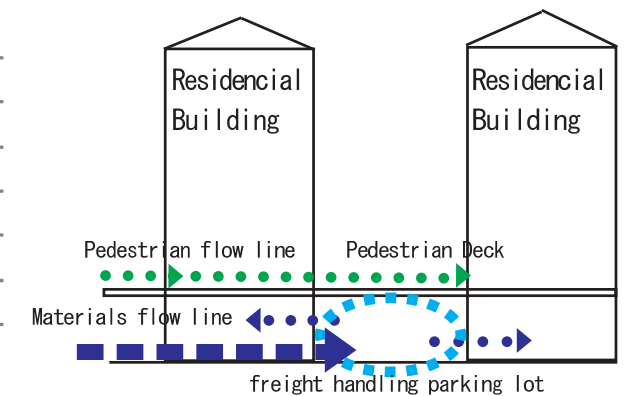 Residencial
Building
Residencial
Building
Pedestrian flow line
Pedestrian Deck
Materials flow line
freight handling parking lot